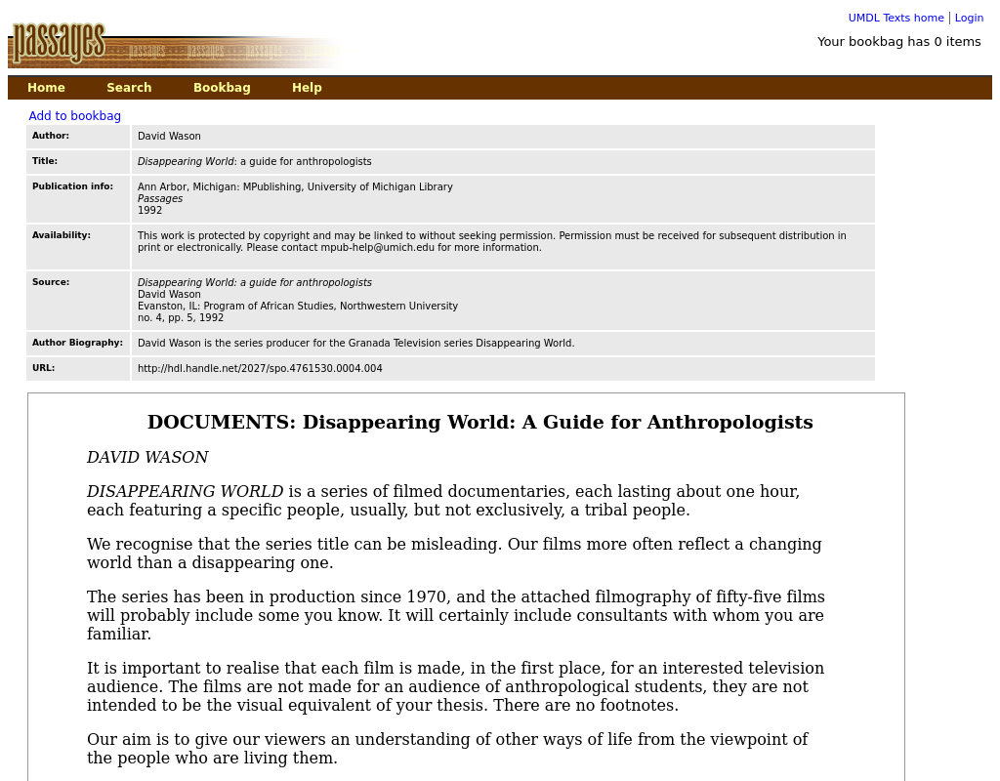 UMDL Texts home | Login
passages
passages passages passages
Your bookbag has 0 items
Home Search Bookbag Help
Add to bookbag
Author: David Wason
Title: Disappearing World: a guide for anthropologists
Publication info: Ann Arbor, Michigan: MPublishing, University of Michigan Library
Passages
1992
Availability: This work is protected by copyright and may be linked to without seeking permission. Permission must be received for subsequent distribution in
print or electronically. Please contact mpub-help@umich.edu for more information.
Source: Disappearing World: a guide for anthropologists
David Wason
Evanston, IL: Program of African Studies, Northwestern University
no. 4, pp. 5, 1992
Author Biography: David Wason is the series producer for the Granada Television series Disappearing World.
URL: http://hdl.handle.net/2027/spo.4761530.0004.004
DOCUMENTS: Disappearing World: A Guide for Anthropologists
DAVID WASON
DISAPPEARING WORLD is a series of filmed documentaries, each lasting about one hour,
each featuring a specific people, usually, but not exclusively, a tribal people.
We recognise that the series title can be misleading. Our films more often reflect a changing
world than a disappearing one.
The series has been in production since 1970, and the attached filmography of fifty-five films
will probably include some you know. It will certainly include consultants with whom you are
familiar.
It is important to realise that each film is made, in the first place, for an interested television
audience. The films are not made for an audience of anthropological students, they are not
intended to be the visual equivalent of your thesis. There are no footnotes.
Our aim is to give our viewers an understanding of other ways of life from the viewpoint of
the people who are living them.